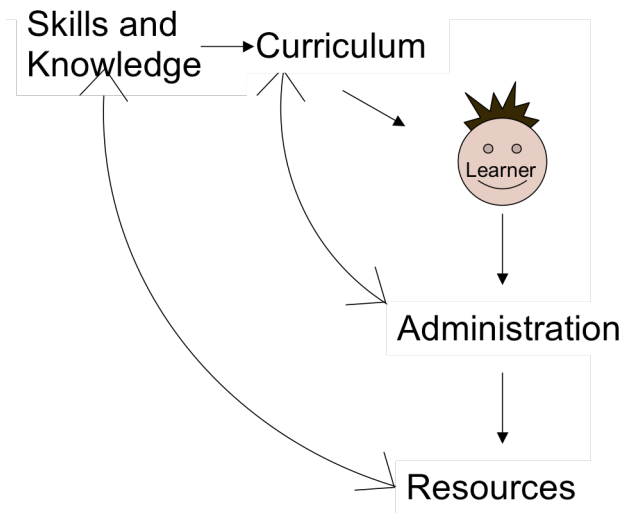 Skills and
Knowledge
Curriculum
Learner
Administration
Resources